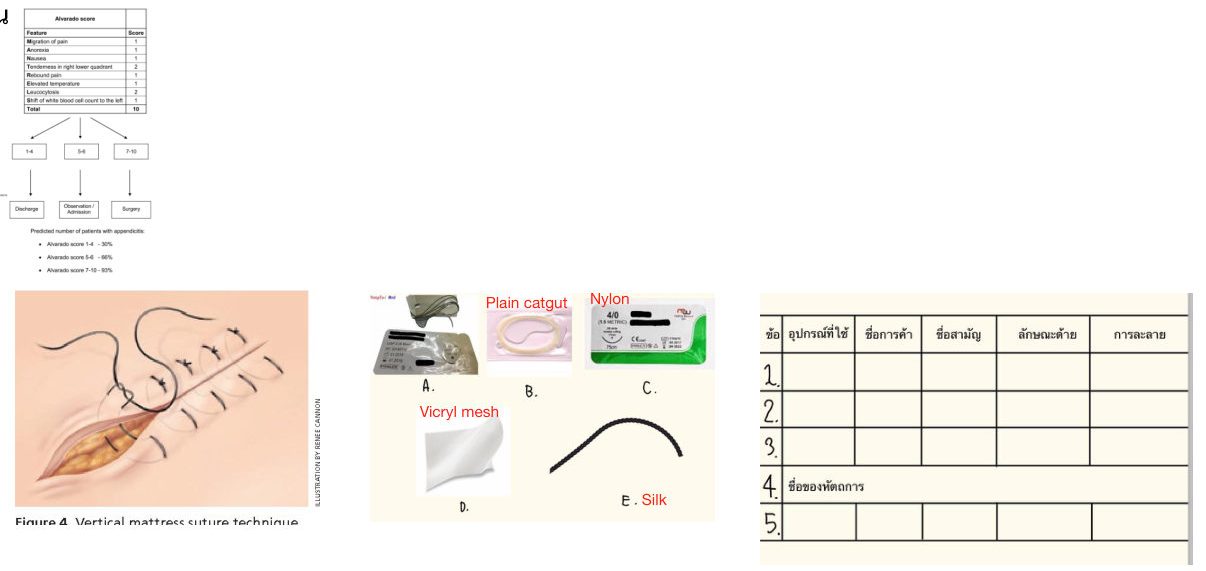 Alvarado score
Feature Score
Migration of pain 1
Anorexia 1
Nausea 1
Tenderness in right lower quadrant 2
Rebound pain 1
Elevated temperature 1
Leucocytosis 2
Shift of white blood cell count to the left 1
Total 10
1-4 5-6 7-10
Discharge Observation / Admission Surgery
Predicted number of patients with appendicitis:
• Alvarado score 1-4 - 30%
• Alvarado score 5-6 - 66%
• Alvarado score 7-10 - 93%
ILLUSTRATION BY RENEE CANNON
Figure 4. Vertical mattress suture technique
Plain catgut
Nylon
4/0
75cm
A.
B.
C.
Vicryl mesh
D.
E. Silk
ข้อ อุปกรณ์ที่ใช้ ชื่อการค้า ชื่อสามัญ ลักษณะด้าย การละลาย
1.
2.
3.
4. ชื่อของหัตถการ
5.